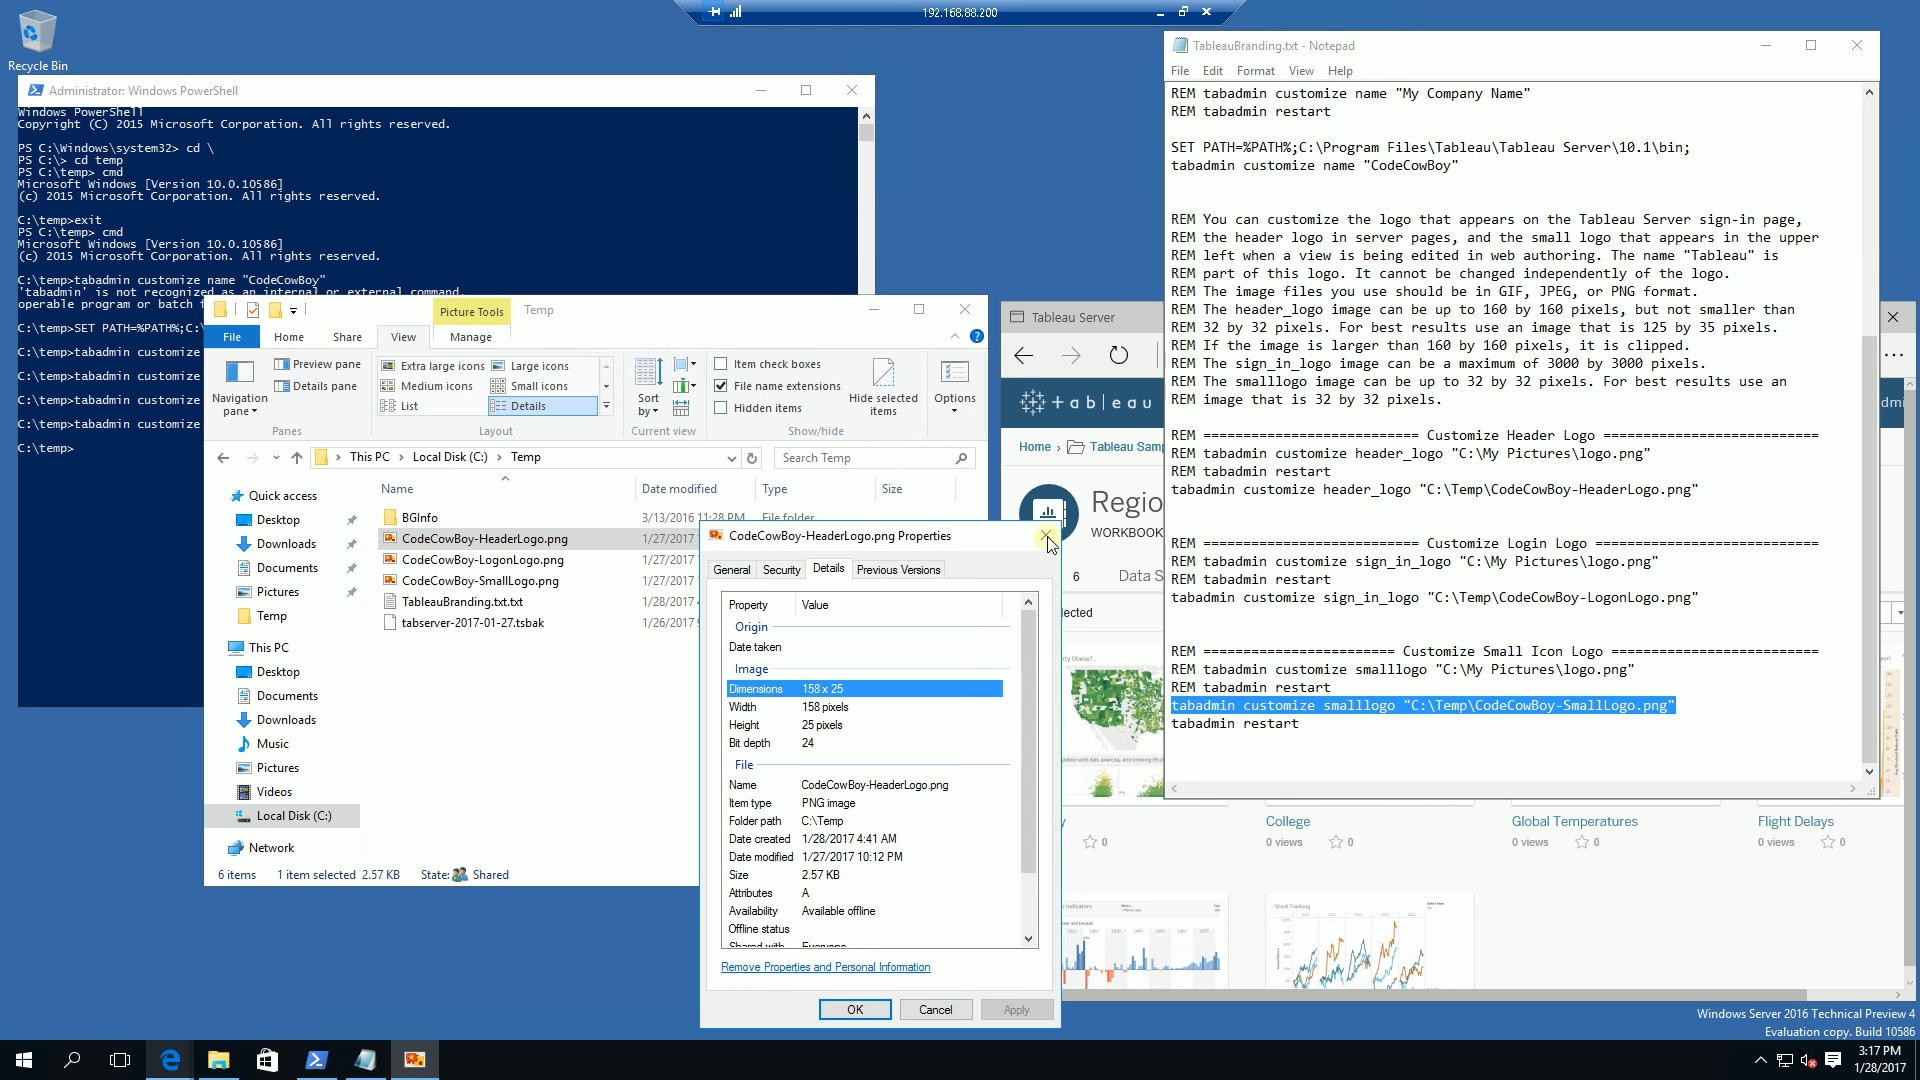 192.168.88.200
Recycle Bin
Administrator: Windows PowerShell
Windows PowerShell
Copyright (C) 2015 Microsoft Corporation. All rights reserved.
PS C:\Windows\system32> cd \
PS C:\> cd temp
PS C:\temp> cmd
Microsoft Windows [Version 10.0.10586]
(c) 2015 Microsoft Corporation. All rights reserved.
C:\temp>exit
PS C:\temp> cmd
Microsoft Windows [Version 10.0.10586]
(c) 2015 Microsoft Corporation. All rights reserved.
C:\temp>tabadmin customize name "CodeCowBoy"
'tabadmin' is not recognized as an internal or external command,
operable program or batch
C:\temp>SET PATH=%PATH%;C:\
C:\temp>tabadmin customize
C:\temp>tabadmin customize
C:\temp>tabadmin customize
C:\temp>tabadmin customize
C:\temp>
Picture Tools
Temp
File
Home
Share
View
Manage
Navigation pane
Preview pane
Details pane
Panes
Extra large icons
Large icons
Medium icons
Small icons
List
Details
Layout
Sort by
Current view
Item check boxes
File name extensions
Hidden items
Hide selected items
Show/hide
Options
This PC
Local Disk (C:)
Temp
Search Temp
Quick access
Desktop
Downloads
Documents
Pictures
Temp
This PC
Desktop
Documents
Downloads
Music
Pictures
Videos
Local Disk (C:)
Network
Name
Date modified
Type
Size
BGInfo 3/13/2016 11:28 PM File folder
CodeCowBoy-HeaderLogo.png 1/27/2017
CodeCowBoy-LogonLogo.png 1/27/2017
CodeCowBoy-SmallLogo.png 1/27/2017
TableauBranding.txt.txt 1/28/2017
tabserver-2017-01-27.tsbak 1/26/2017
6 items
1 item selected 2.57 KB
State: Shared
CodeCowBoy-HeaderLogo.png Properties
General
Security
Details
Previous Versions
Property Value
Origin
Date taken
Image
Dimensions 158 x 25
Width 158 pixels
Height 25 pixels
Bit depth 24
File
Name CodeCowBoy-HeaderLogo.png
Item type PNG image
Folder path C:\Temp
Date created 1/28/2017 4:41 AM
Date modified 1/27/2017 10:12 PM
Size 2.57 KB
Attributes A
Availability Available offline
Offline status
Shared with Everyone
Remove Properties and Personal Information
OK
Cancel
Apply
Tableau Server
tableau
Home
Tableau Sam
Regio
WORKBOOK
6
Data S
College
0 views
0
Global Temperatures
0 views
0
Flight Delays
0 views
0
0
Stock Tracking
TableauBranding.txt - Notepad
File
Edit
Format
View
Help
REM tabadmin customize name "My Company Name"
REM tabadmin restart
SET PATH=%PATH%;C:\Program Files\Tableau\Tableau Server\10.1\bin;
tabadmin customize name "CodeCowBoy"
REM You can customize the logo that appears on the Tableau Server sign-in page,
REM the header logo in server pages, and the small logo that appears in the upper
REM left when a view is being edited in web authoring. The name "Tableau" is
REM part of this logo. It cannot be changed independently of the logo.
REM The image files you use should be in GIF, JPEG, or PNG format.
REM The header_logo image can be up to 160 by 160 pixels, but not smaller than
REM 32 by 32 pixels. For best results use an image that is 125 by 35 pixels.
REM If the image is larger than 160 by 160 pixels, it is clipped.
REM The sign_in_logo image can be a maximum of 3000 by 3000 pixels.
REM The smalllogo image can be up to 32 by 32 pixels. For best results use an
REM image that is 32 by 32 pixels.
REM =========================== Customize Header Logo ===========================
REM tabadmin customize header_logo "C:\My Pictures\logo.png"
REM tabadmin restart
tabadmin customize header_logo "C:\Temp\CodeCowBoy-HeaderLogo.png"
REM =========================== Customize Login Logo ===========================
REM tabadmin customize sign_in_logo "C:\My Pictures\logo.png"
REM tabadmin restart
tabadmin customize sign_in_logo "C:\Temp\CodeCowBoy-LogonLogo.png"
REM ======================== Customize Small Icon Logo ==========================
REM tabadmin customize smalllogo "C:\My Pictures\logo.png"
REM tabadmin restart
tabadmin customize smalllogo "C:\Temp\CodeCowBoy-SmallLogo.png"
tabadmin restart
Windows Server 2016 Technical Preview 4
Evaluation copy. Build 10586
3:17 PM
1/28/2017